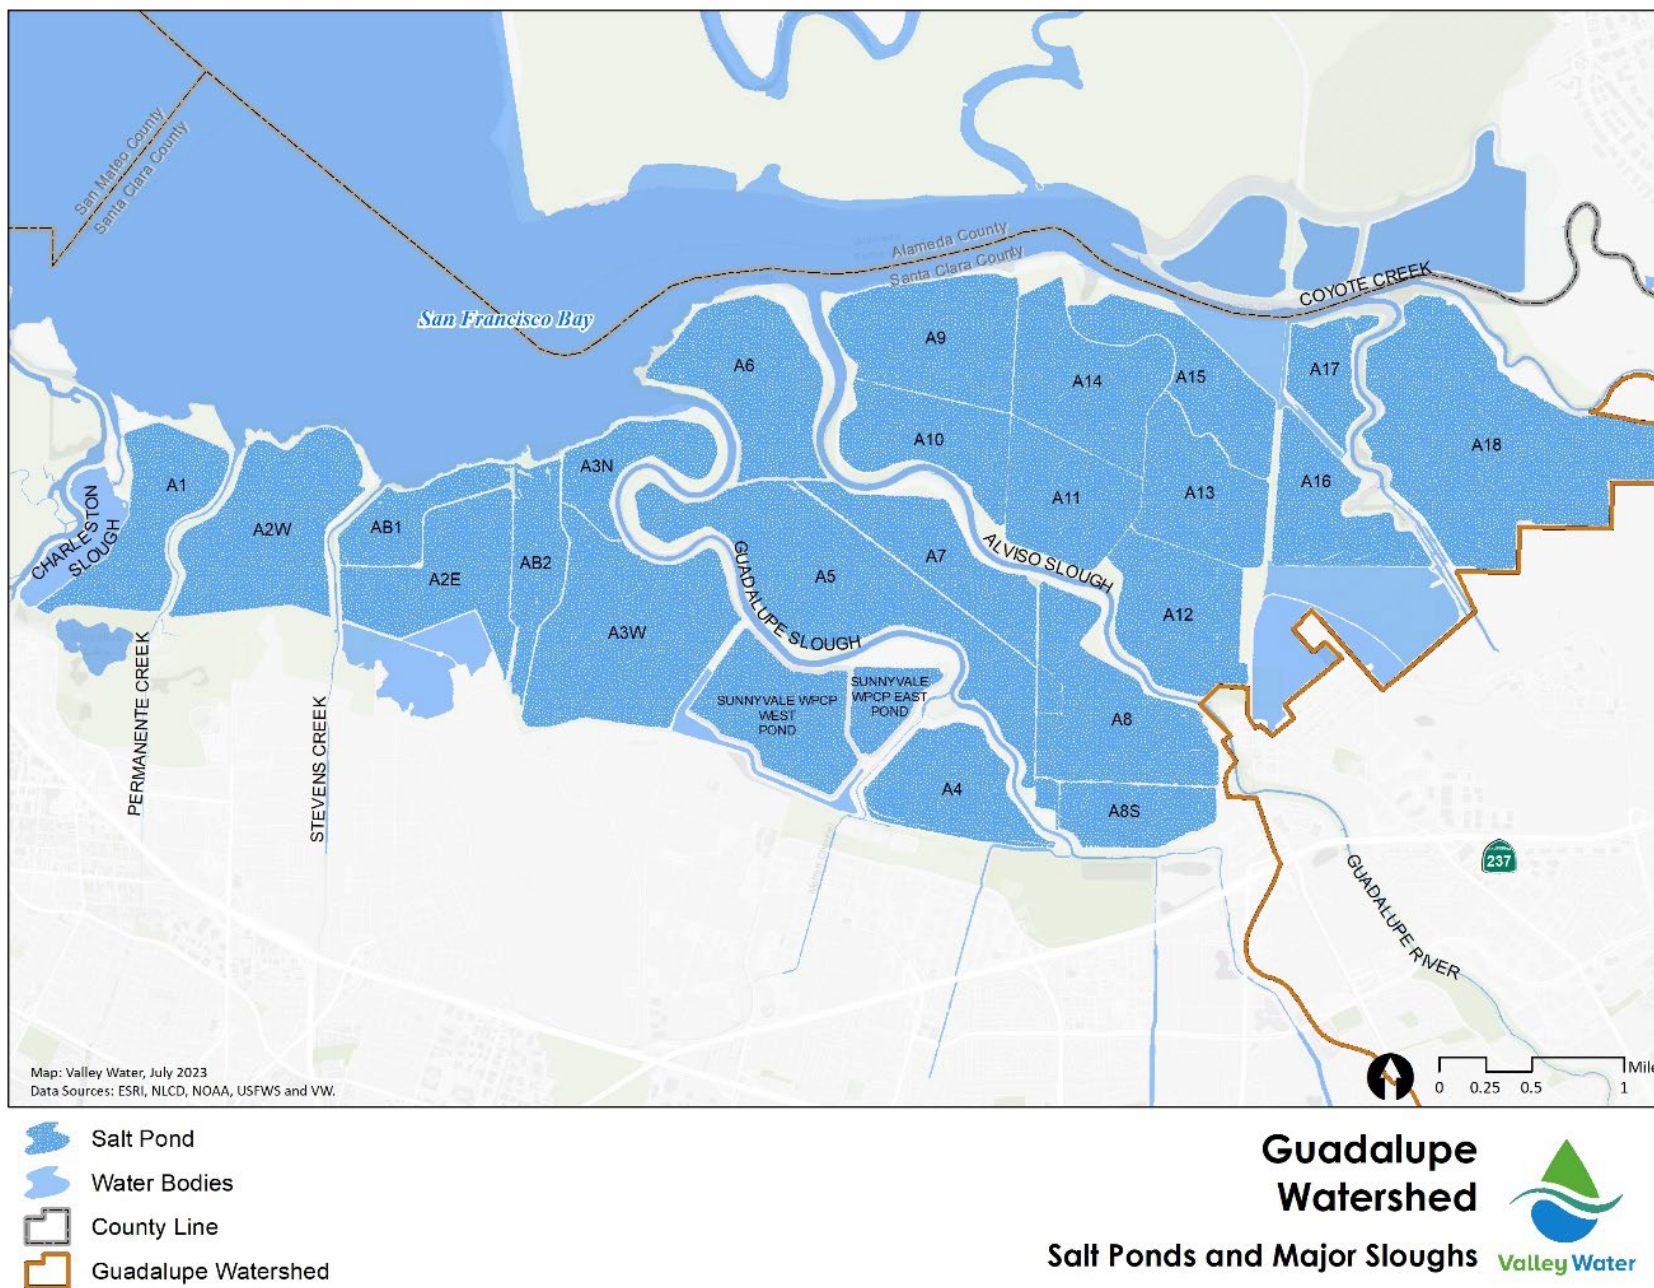 San Mateo County
Santa Clara County
Alameda County
Santa Clara County
COYOTE CREEK
San Francisco Bay
A9
A6
A14
A15
A17
A10
A18
A3N
A1
A16
A11
A13
CHARLESTON
SLOUGH
A2W
AB1
ALVISO SLOUGH
A7
AB2
A2E
A5
GUADALUPE SLOUGH
A12
A3W
PERMANENTE CREEK
STEVENS CREEK
SUNNYVALE WPCP
WEST
POND
SUNNYVALE
WPCP EAST
POND
A8
A4
A8S
237
GUADALUPE RIVER
Map: Valley Water, July 2023
Data Sources: ESRI, NLCD, NOAA, USFWS and VW.
Mile
0 0.25 0.5 1
Salt Pond
Water Bodies
County Line
Guadalupe Watershed
Guadalupe
Watershed
Salt Ponds and Major Sloughs
Valley Water